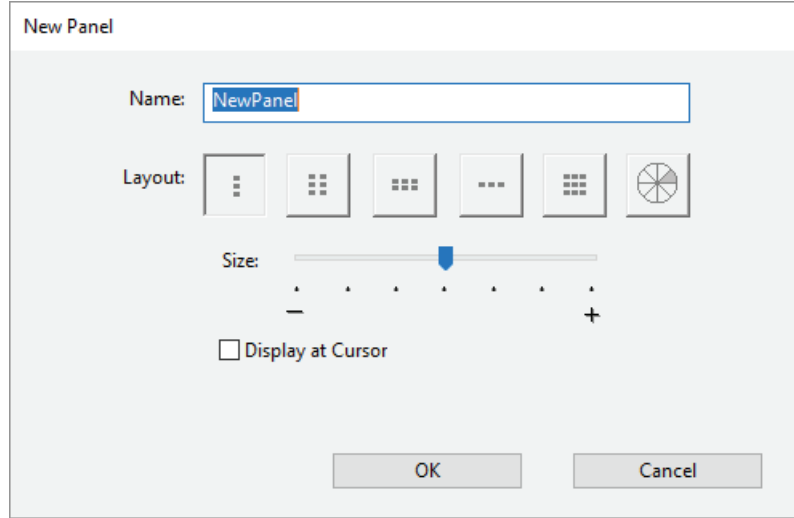 New Panel
Name: NewPanel
Layout:
Size:
− +
Display at Cursor
OK Cancel